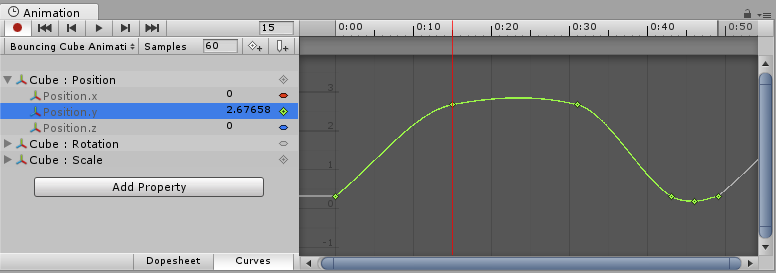 Animation
15 0:00 0:10 0:20 0:30 0:40 0:50
Bouncing Cube Animati Samples 60
Cube : Position
Position.x 0
Position.y 2.67658
Position.z 0
Cube : Rotation
Cube : Scale
Add Property
3
2
1
0
-1
Dopesheet Curves